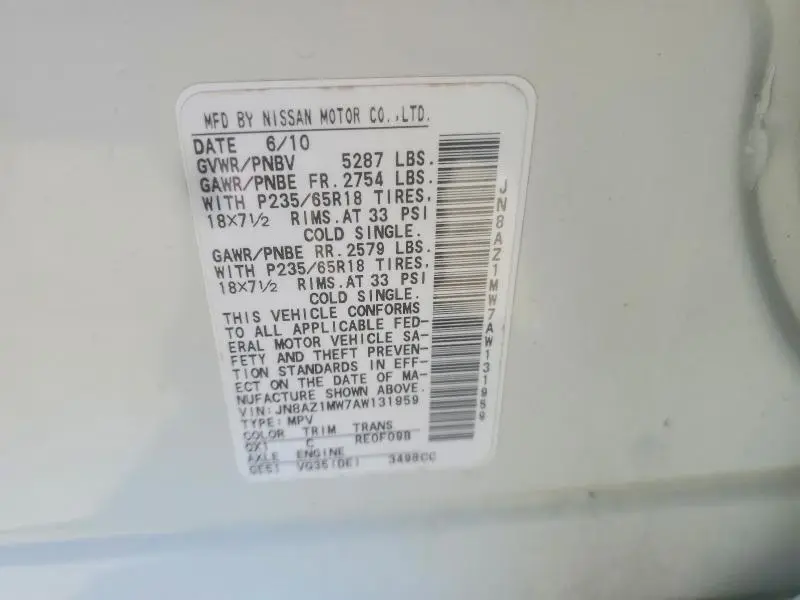 MFD BY NISSAN MOTOR CO.,LTD.
DATE 6/10
GVWR/PNBV 5287 LBS.
GAWR/PNBE FR. 2754 LBS.
WITH P235/65R18 TIRES,
18X7½ RIMS.AT 33 PSI
COLD SINGLE.
GAWR/PNBE RR. 2579 LBS.
WITH P235/65R18 TIRES,
18X7½ RIMS.AT 33 PSI
COLD SINGLE.
THIS VEHICLE CONFORMS
TO ALL APPLICABLE FED-
ERAL MOTOR VEHICLE SA-
FETY AND THEFT PREVEN-
TION STANDARDS IN EFF-
ECT ON THE DATE OF MA-
NUFACTURE SHOWN ABOVE.
VIN: JN8AZ1MW7AW131959
TYPE: MPV
COLOR TRIM TRANS
QX1 C RE0F09B
AXLE ENGINE
GE51 VQ35(DE) 3498CC
JN8AZ1MW7AW131959